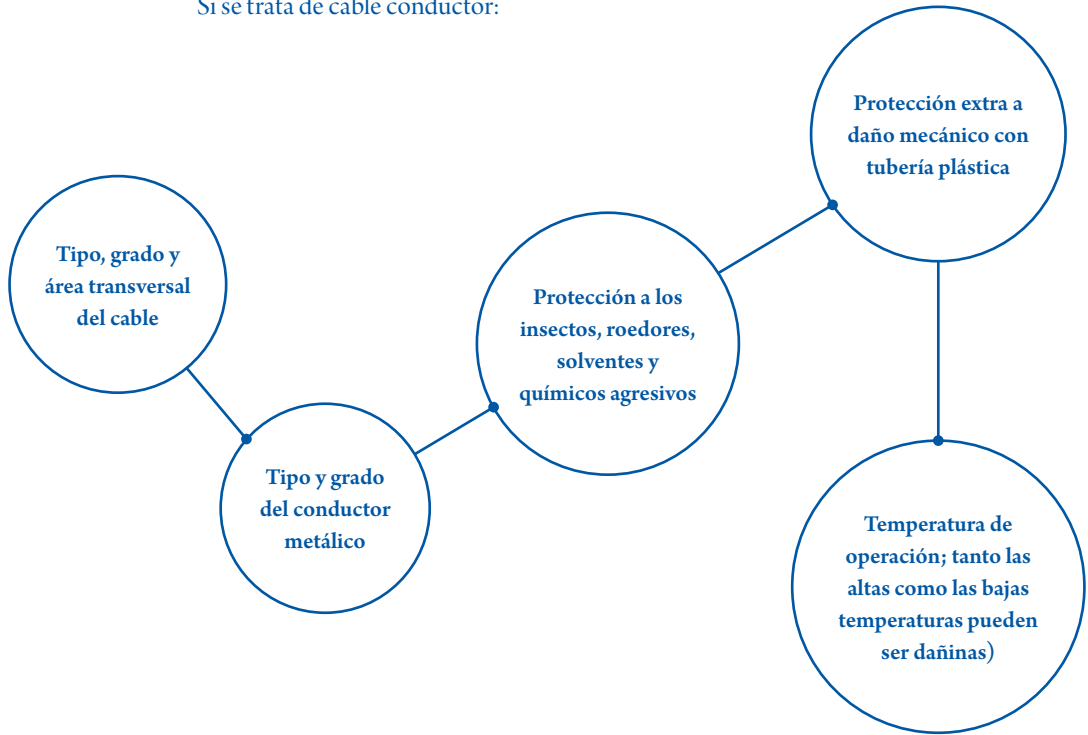 Si se trata de cable conductor:
Tipo, grado y
área transversal
del cable
Tipo y grado
del conductor
metálico
Protección a los
insectos, roedores,
solventes y
químicos agresivos
Protección extra a
daño mecánico con
tubería plástica
Temperatura de
operación; tanto las
altas como las bajas
temperaturas pueden
ser dañinas)